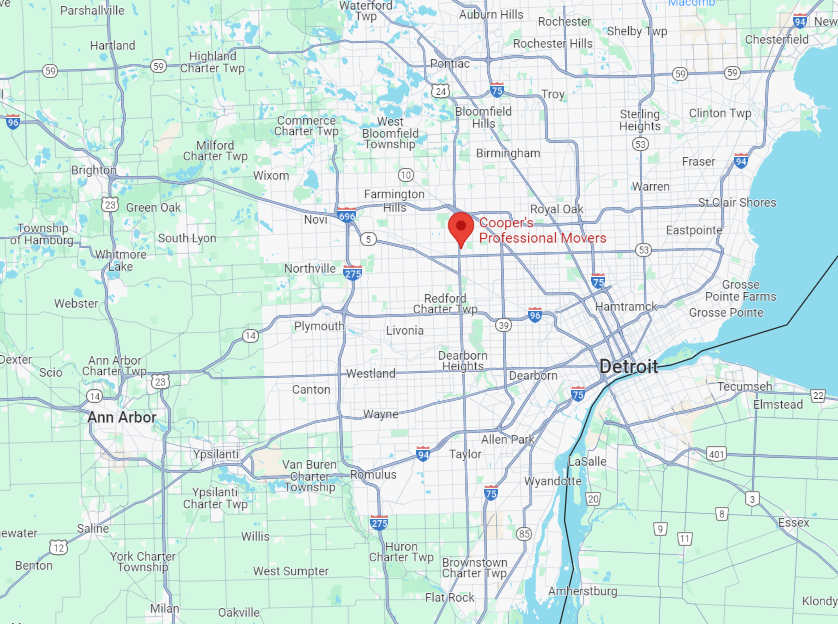 Waterford
Twp
Auburn Hills
Macomb
Parshallville
Rochester
94
New
Hartland
Highland
Charter Twp
Rochester Hills
Shelby Twp
Chesterfield
59
59
Pontiac
59
59
24
75
Troy
96
Commerce
Charter Twp
West
Bloomfield
Township
Bloomfield
Hills
Sterling
Heights
Clinton Twp
Milford
Charter Twp
Birmingham
53
Fraser
94
Brighton
Wixom
10
Warren
23
Green Oak
Farmington
Hills
St Clair Shores
Novi
696
Royal Oak
Eastpointe
Township
of Hamburg
South Lyon
5
Cooper's
Professional Movers
53
Whitmore
Lake
Northville
275
75
Grosse
Pointe Farms
Webster
Redford
Charter Twp
Hamtramck
Grosse Pointe
Plymouth
Livonia
96
39
14
Dexter
Scio
Ann Arbor
Charter Twp
Dearborn
Heights
Detroit
23
Westland
Dearborn
14
Canton
75
Tecumseh
22
Elmstead
Ann Arbor
Wayne
Allen Park
Ypsilanti
94
Taylor
401
Van Buren
Charter
Township
Romulus
LaSalle
Ypsilanti
Charter Twp
75
Wyandotte
20
3
Saline
275
8
Essex
ewater
12
Willis
85
9
11
Benton
York Charter
Township
Huron
Charter Twp
West Sumpter
Brownstown
Charter Twp
Amherstburg
Milan
Oakville
Flat Rock
Klondy